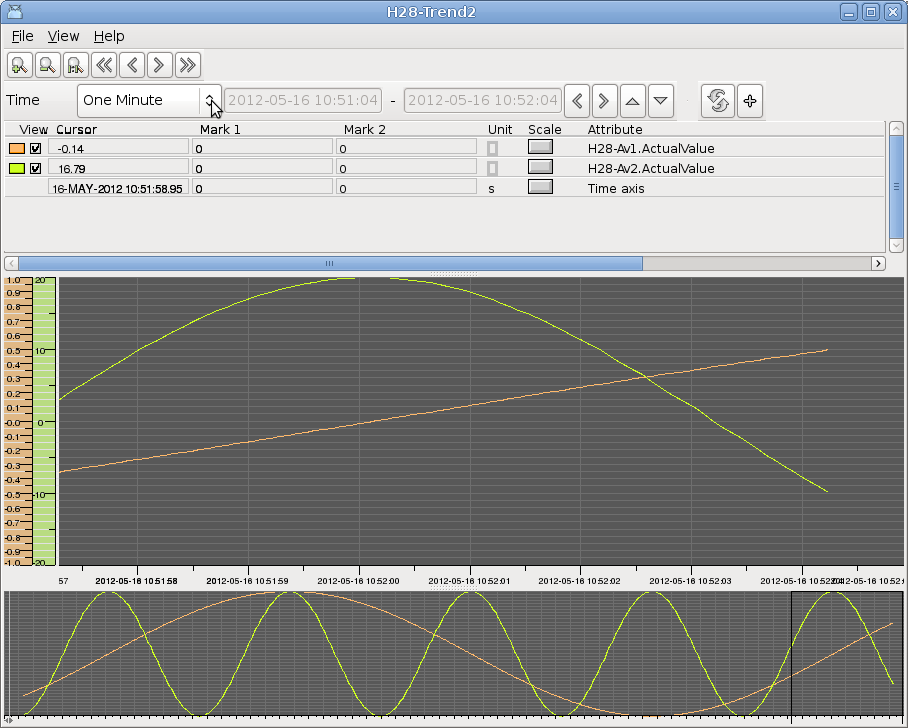 H28-Trend2
File View Help
Time One Minute 2012-05-16 10:51:04 - 2012-05-16 10:52:04
View Cursor Mark 1 Mark 2 Unit Scale Attribute
-0.14 0 0 H28-Av1.ActualValue
16.79 0 0 H28-Av2.ActualValue
16-MAY-2012 10:51:58.95 0 0 s Time axis
1.0 20
0.9
0.8
0.7
0.6
0.5 10
0.4
0.3
0.2
0.1
-0.0 0
-0.1
-0.2
-0.3
-0.4
-0.5 -10
-0.6
-0.7
-0.8
-0.9
-1.0 -20
57 2012-05-16 10:51:58 2012-05-16 10:51:59 2012-05-16 10:52:00 2012-05-16 10:52:01 2012-05-16 10:52:02 2012-05-16 10:52:03 2012-05-16 10:52:04